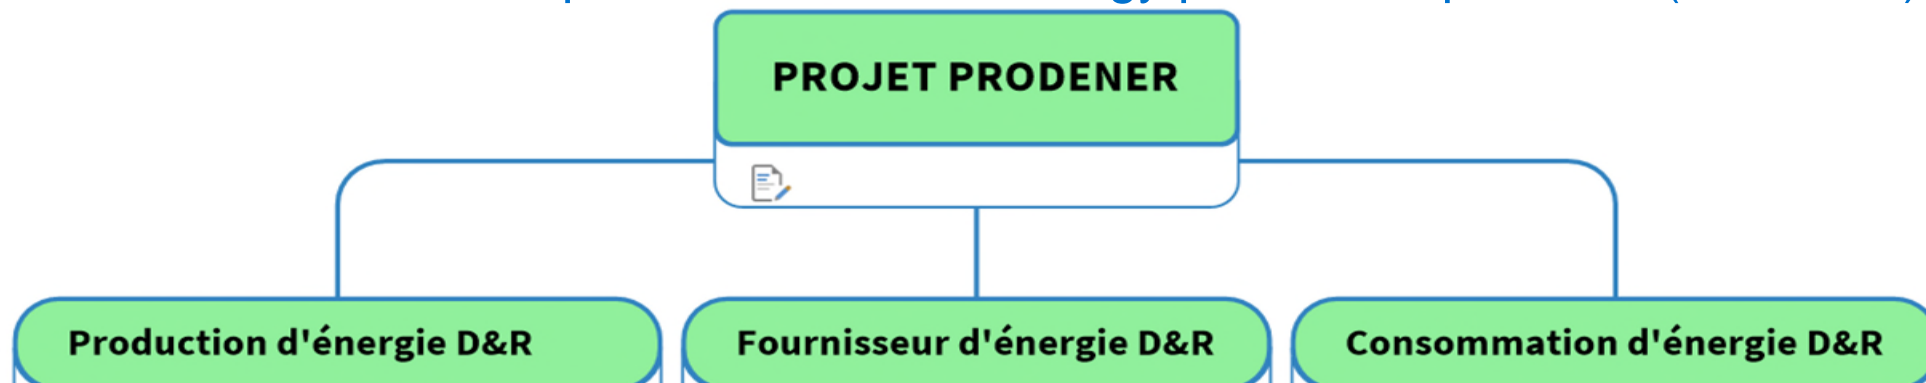 PROJET PRODENER
Production d'énergie D&R
Fournisseur d'énergie D&R
Consommation d'énergie D&R